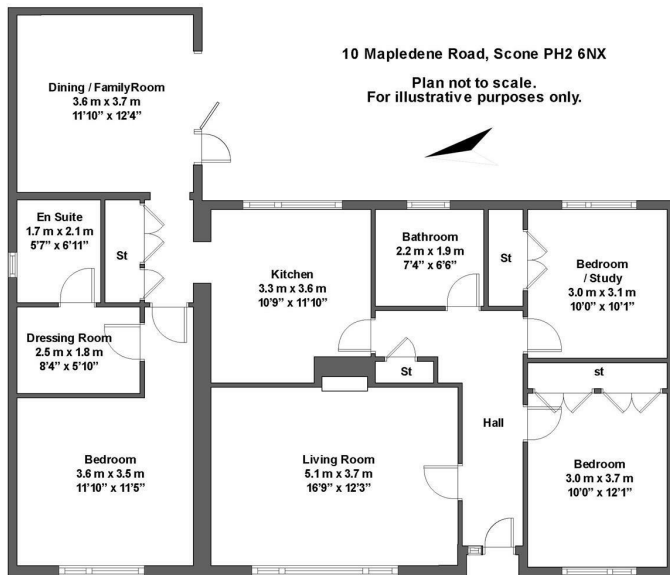 10 Mapledene Road, Scone PH2 6NX
Plan not to scale.
For illustrative purposes only.
Dining / FamilyRoom
3.6 m x 3.7 m
11'10" x 12'4"
En Suite
1.7 m x 2.1 m
5'7" x 6'11"
St
Kitchen
3.3 m x 3.6 m
10'9" x 11'10"
Bathroom
2.2 m x 1.9 m
7'4" x 6'6"
St
Bedroom
/ Study
3.0 m x 3.1 m
10'0" x 10'1"
Dressing Room
2.5 m x 1.8 m
8'4" x 5'10"
St
st
Hall
Bedroom
3.6 m x 3.5 m
11'10" x 11'5"
Living Room
5.1 m x 3.7 m
16'9" x 12'3"
Bedroom
3.0 m x 3.7 m
10'0" x 12'1"